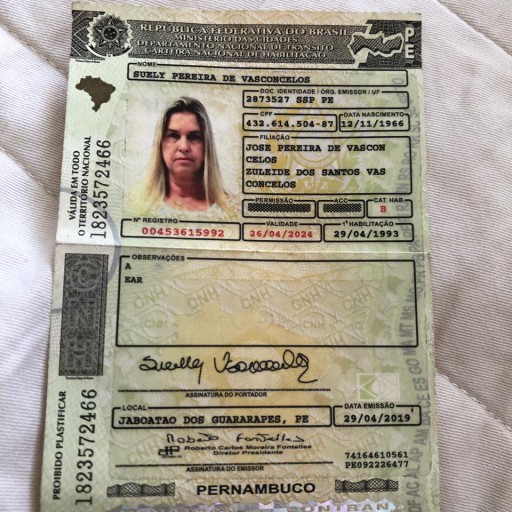 REPÚBLICA FEDERATIVA DO BRASIL
MINISTÉRIO DAS CIDADES
DEPARTAMENTO NACIONAL DE TRÂNSITO
CARTEIRA NACIONAL DE HABILITAÇÃO
PE
NOME
SUELY PEREIRA DE VASCONCELOS
DOC. IDENTIDADE / ÓRG. EMISSOR / UF
2873527 SSP PE
CPF
DATA NASCIMENTO
432.614.504-87
12/11/1966
FILIAÇÃO
JOSE PEREIRA DE VASCON
CELOS
ZULEIDE DOS SANTOS VAS
CONCELOS
PERMISSÃO
ACC
CAT. HAB.
B
Nº REGISTRO
VALIDADE
1ª HABILITAÇÃO
00453615992
26/04/2024
29/04/1993
VÁLIDA EM TODO
O TERRITÓRIO NACIONAL
1823572466
OBSERVAÇÕES
A
EAR
ASSINATURA DO PORTADOR
LOCAL
DATA EMISSÃO
JABOATAO DOS GUARARAPES, PE
29/04/2019
Roberto Carlos Moreira Fontelles
Diretor Presidente
74164610561
PE092226477
ASSINATURA DO EMISSOR
PROIBIDO PLASTIFICAR
1823572466
PERNAMBUCO